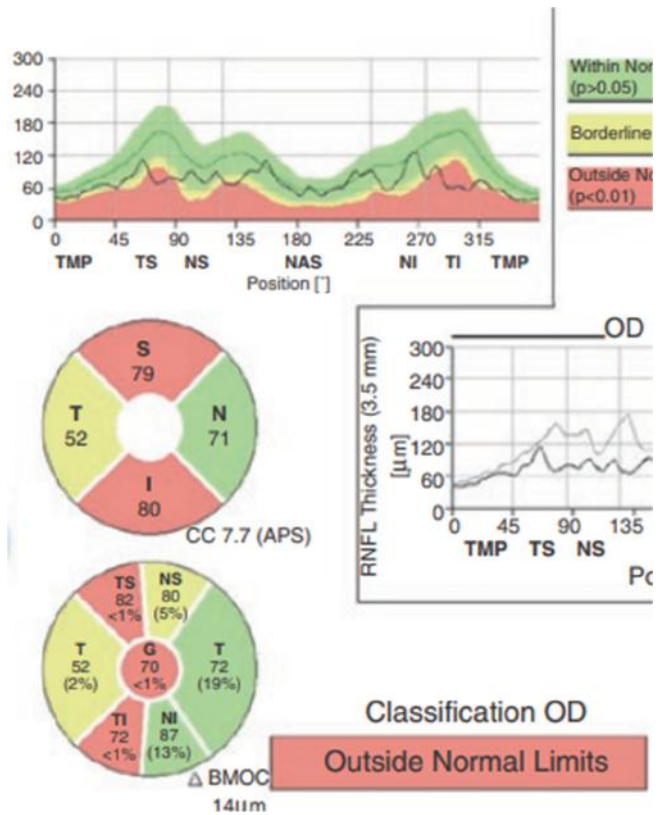 300
240
180
120
60
0
0 45 90 135 180 225 270 315
TMP TS NS NAS NI TI TMP
Position [°]
Within Nor
(p>0.05)
Borderline
Outside No
(p<0.01)
S
79
T
52
N
71
I
80
CC 7.7 (APS)
OD
RNFL Thickness (3.5 mm)
[µm]
300
240
180
120
60
0
0 45 90 135
TMP TS NS
Po
TS
82
<1%
NS
80
(5%)
T
52
(2%)
G
70
<1%
T
72
(19%)
TI
72
<1%
NI
87
(13%)
△ BMOC
14µm
Classification OD
Outside Normal Limits